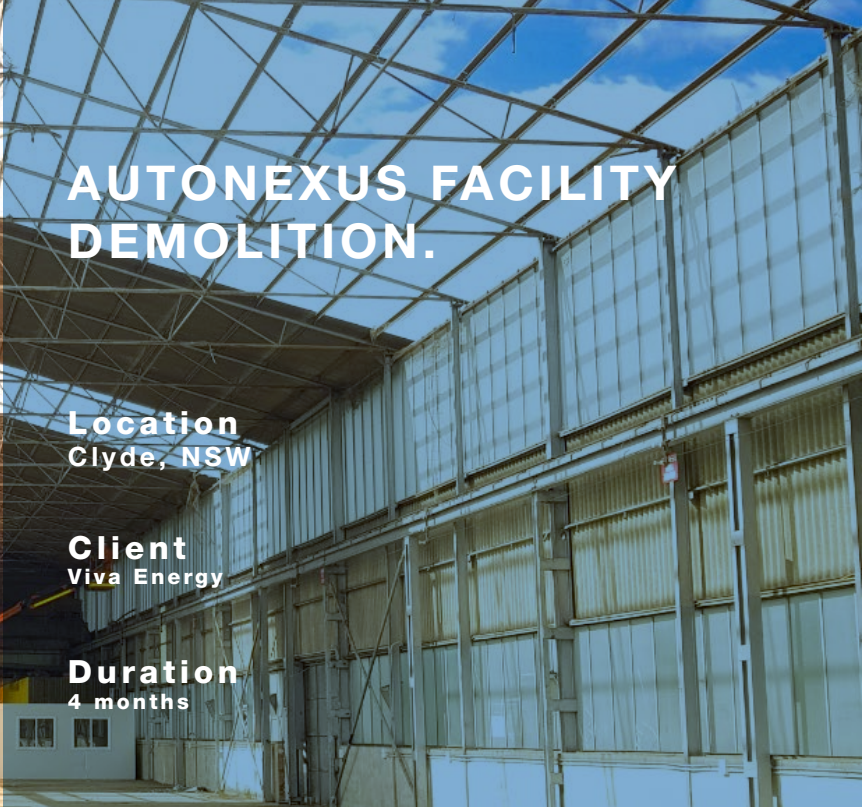 AUTONEXUS FACILITY
DEMOLITION.
Location
Clyde, NSW
Client
Viva Energy
Duration
4 months